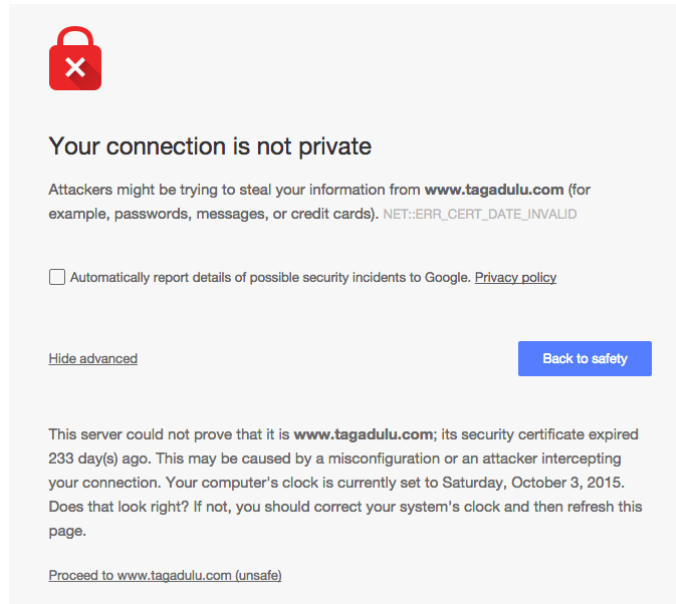 Your connection is not private
Attackers might be trying to steal your information from www.tagadulu.com (for
example, passwords, messages, or credit cards). NET::ERR_CERT_DATE_INVALID
Automatically report details of possible security incidents to Google. Privacy policy
Hide advanced
Back to safety
This server could not prove that it is www.tagadulu.com; its security certificate expired
233 day(s) ago. This may be caused by a misconfiguration or an attacker intercepting
your connection. Your computer's clock is currently set to Saturday, October 3, 2015.
Does that look right? If not, you should correct your system's clock and then refresh this
page.
Proceed to www.tagadulu.com (unsafe)